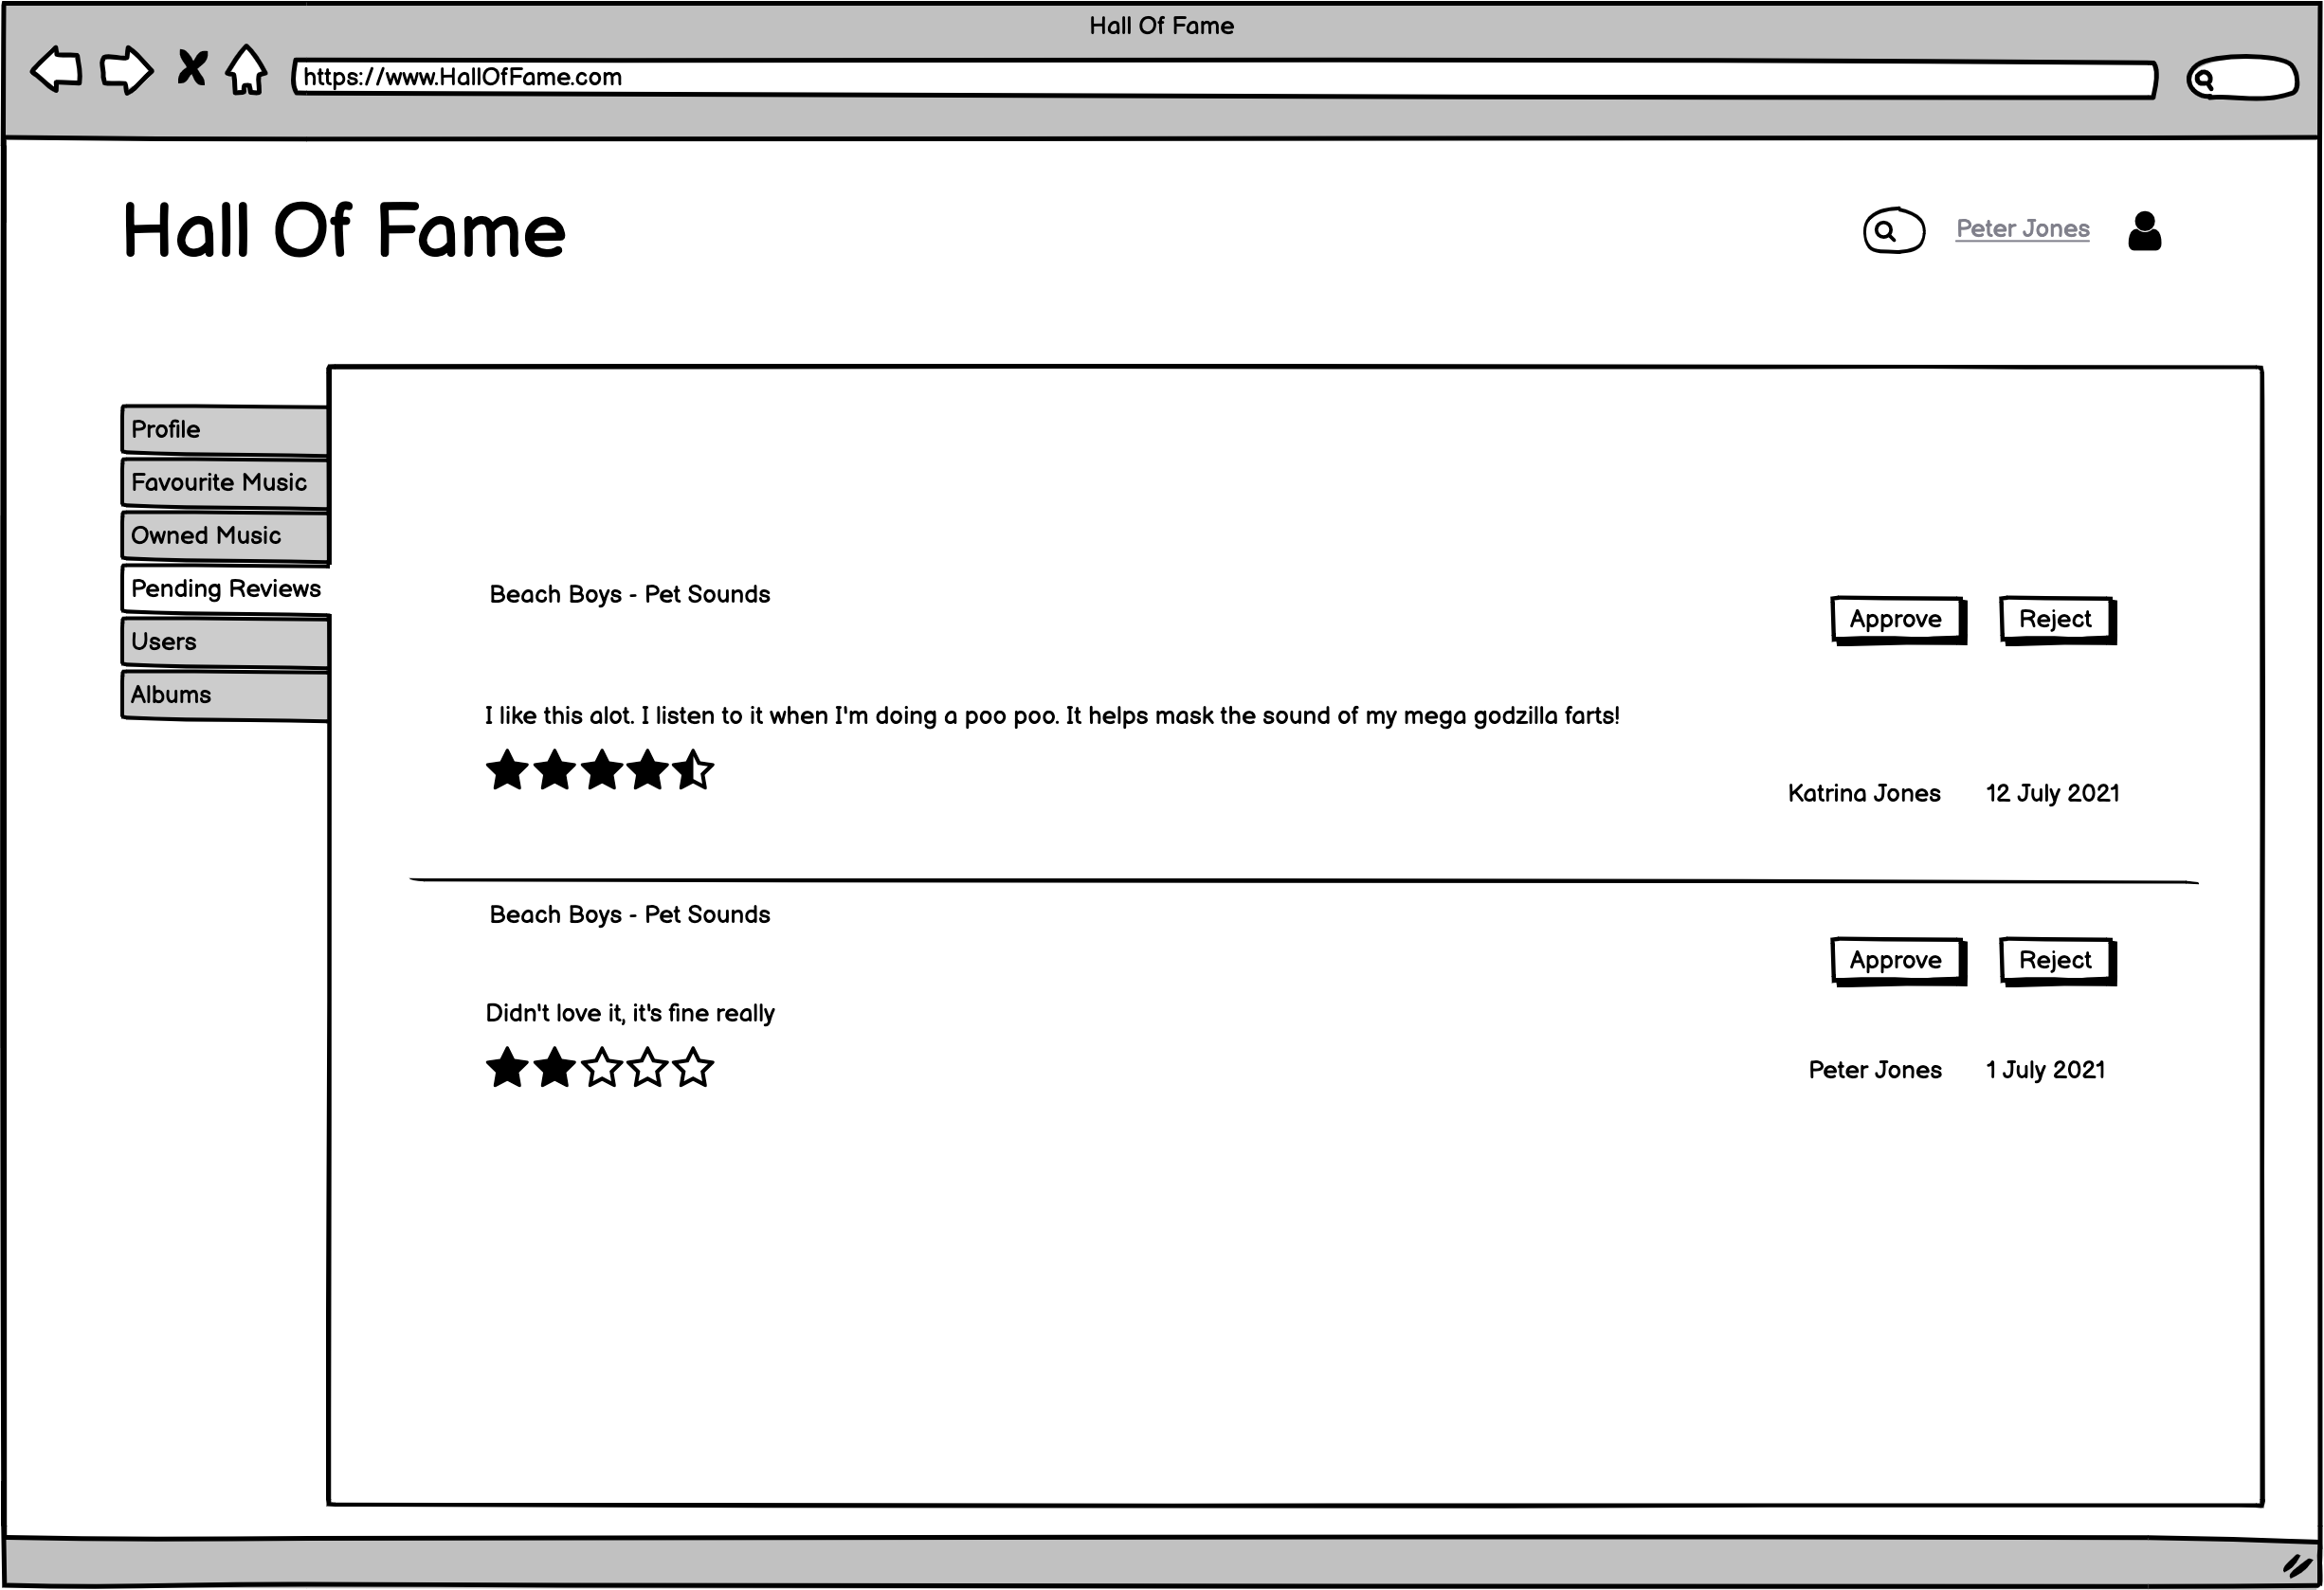 Hall Of Fame
https://www.HallOfFame.com
Hall Of Fame
Peter Jones
Profile
Favourite Music
Owned Music
Pending Reviews
Users
Albums
Beach Boys - Pet Sounds
Approve
Reject
I like this alot. I listen to it when I'm doing a poo poo. It helps mask the sound of my mega godzilla farts!
Katrina Jones
12 July 2021
Beach Boys - Pet Sounds
Approve
Reject
Didn't love it, it's fine really
Peter Jones
1 July 2021